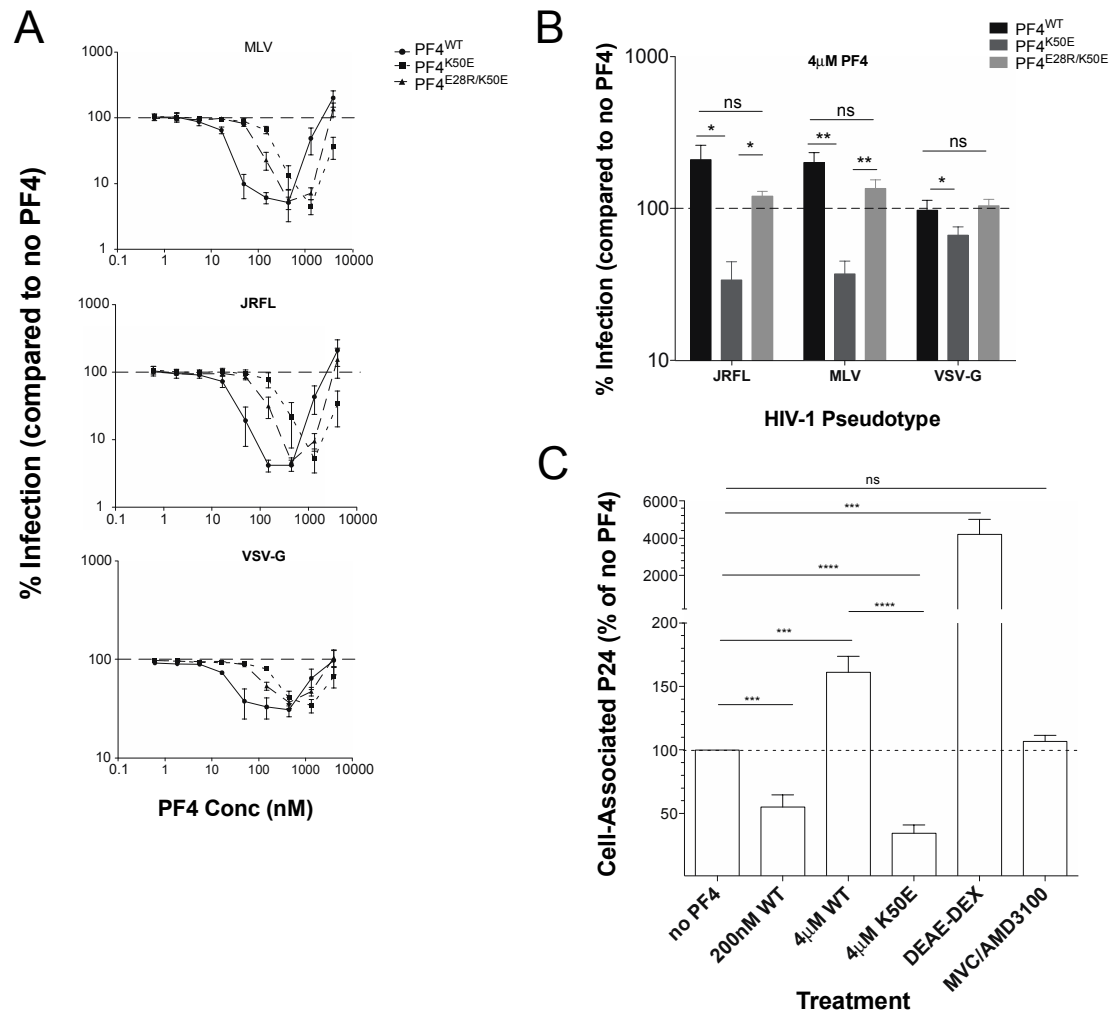 A
MLV
PF4WT
PF4K50E
PF4E28R/K50E
1000
100
10
1
0.1 1 10 100 1000 10000
JRFL
1000
100
10
1
0.1 1 10 100 1000 10000
VSV-G
1000
100
10
0.1 1 10 100 1000 10000
% Infection (compared to no PF4)
PF4 Conc (nM)
B
PF4WT
PF4K50E
PF4E28R/K50E
4μM PF4
1000
100
10
ns
* *
ns
** **
ns
*
JRFL MLV VSV-G
% Infection (compared to no PF4)
HIV-1 Pseudotype
C
ns
***
****
****
***
***
6000
4000
2000
200
150
100
50
Cell-Associated P24 (% of no PF4)
no PF4
200nM WT
4μM WT
4μM K50E
DEAE-DEX
MVC/AMD3100
Treatment